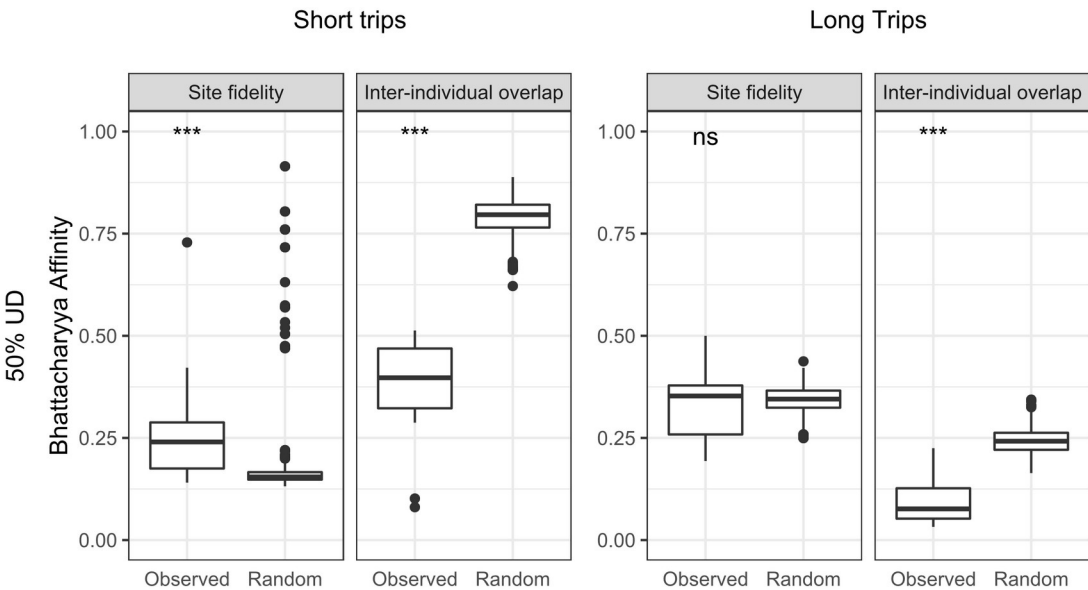 Short trips
Long Trips
Site fidelity
Inter-individual overlap
Site fidelity
Inter-individual overlap
***
***
ns
***
50% UD
Bhattacharyya Affinity
1.00
0.75
0.50
0.25
0.00
1.00
0.75
0.50
0.25
0.00
Observed
Random
Observed
Random
Observed
Random
Observed
Random